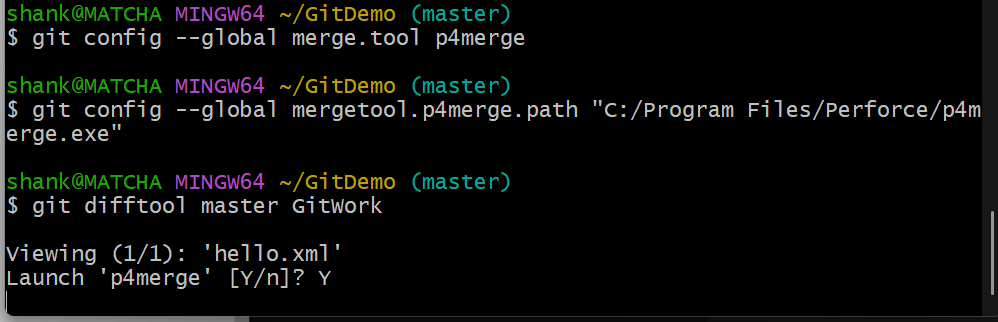 shank@MATCHA MINGW64 ~/GitDemo (master)
$ git config --global merge.tool p4merge
shank@MATCHA MINGW64 ~/GitDemo (master)
$ git config --global mergetool.p4merge.path "C:/Program Files/Perforce/p4m
erge.exe"
shank@MATCHA MINGW64 ~/GitDemo (master)
$ git difftool master GitWork
Viewing (1/1): 'hello.xml'
Launch 'p4merge' [Y/n]? Y